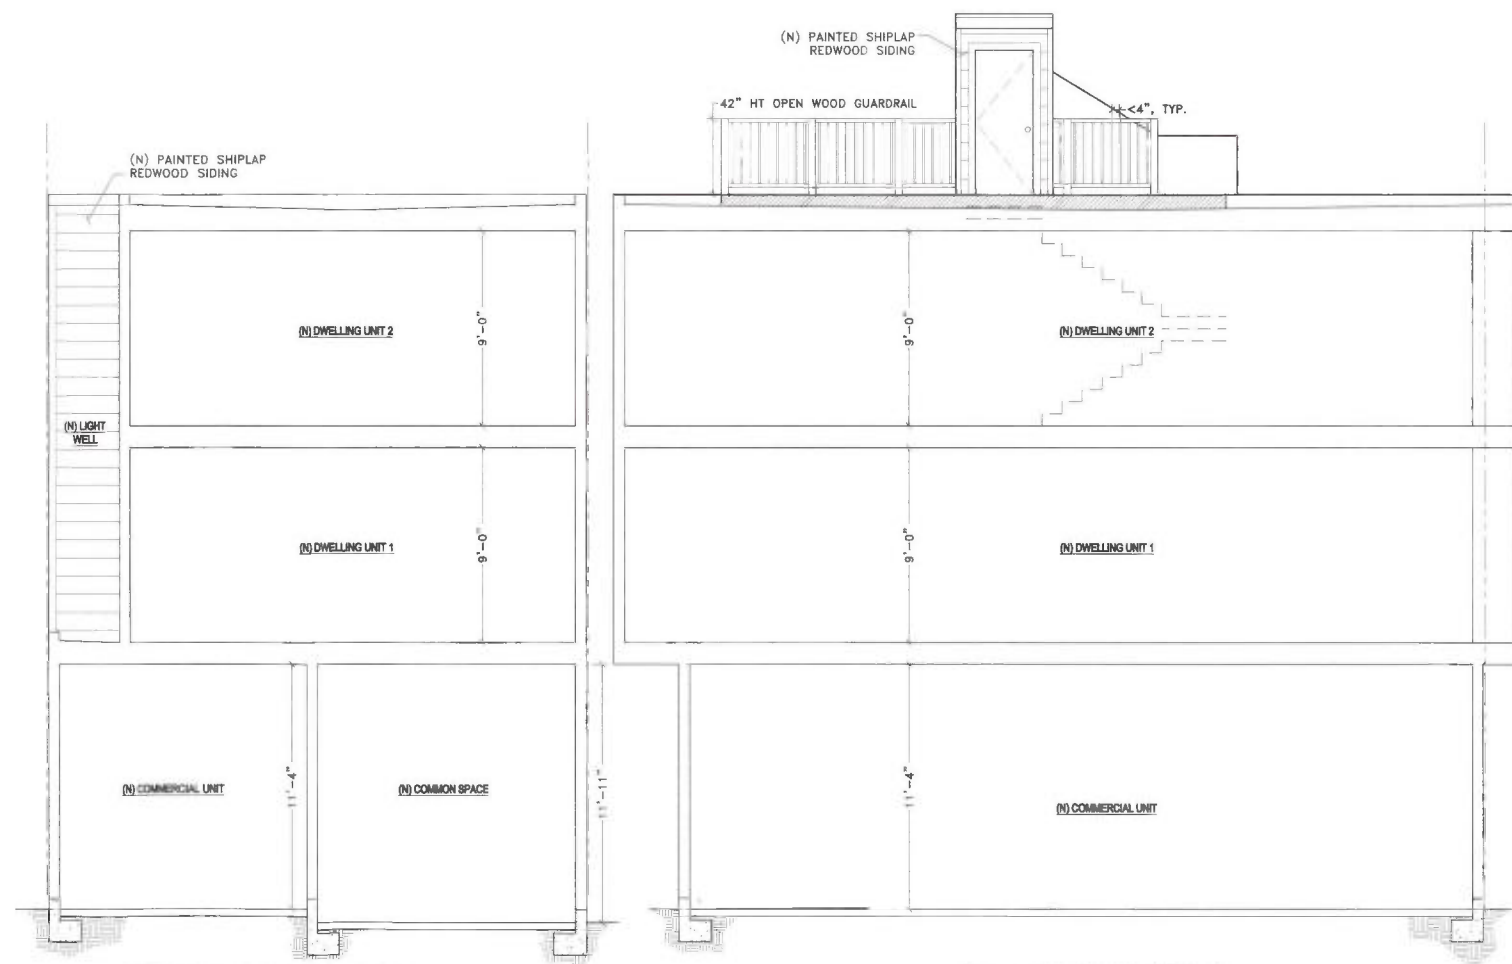 (N) PAINTED SHIPLAP
REDWOOD SIDING
42" HT OPEN WOOD GUARDRAIL
<4", TYP.
(N) PAINTED SHIPLAP
REDWOOD SIDING
(N) DWELLING UNIT 2
9'-0"
9'-0"
(N) DWELLING UNIT 2
(N) LIGHT
WELL
(N) DWELLING UNIT 1
9'-0"
9'-0"
(N) DWELLING UNIT 1
(N) COMMERCIAL UNIT
11'-4"
(N) COMMON SPACE
11'-11"
11'-4"
(N) COMMERCIAL UNIT